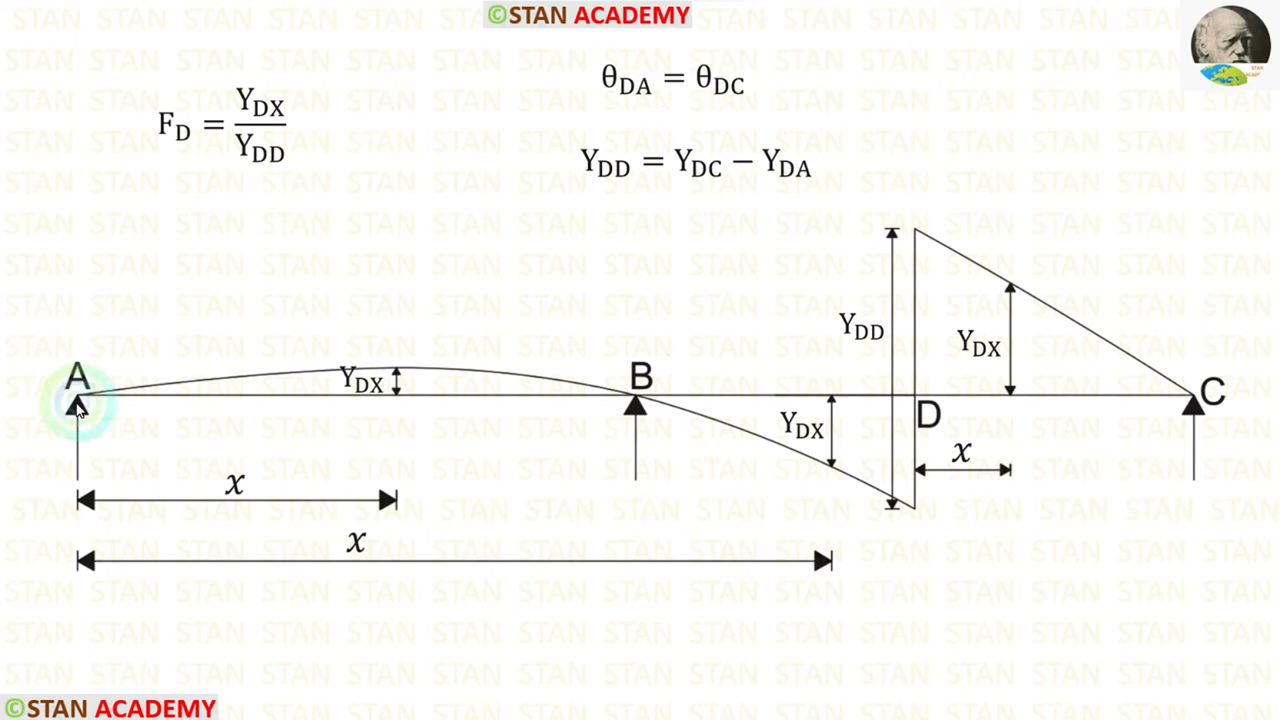 ©STAN ACADEMY
θDA = θDC
FD = YDX / YDD
YDD = YDC − YDA
YDD
YDX
A
YDX
B
C
YDX
D
x
x
x
©STAN ACADEMY